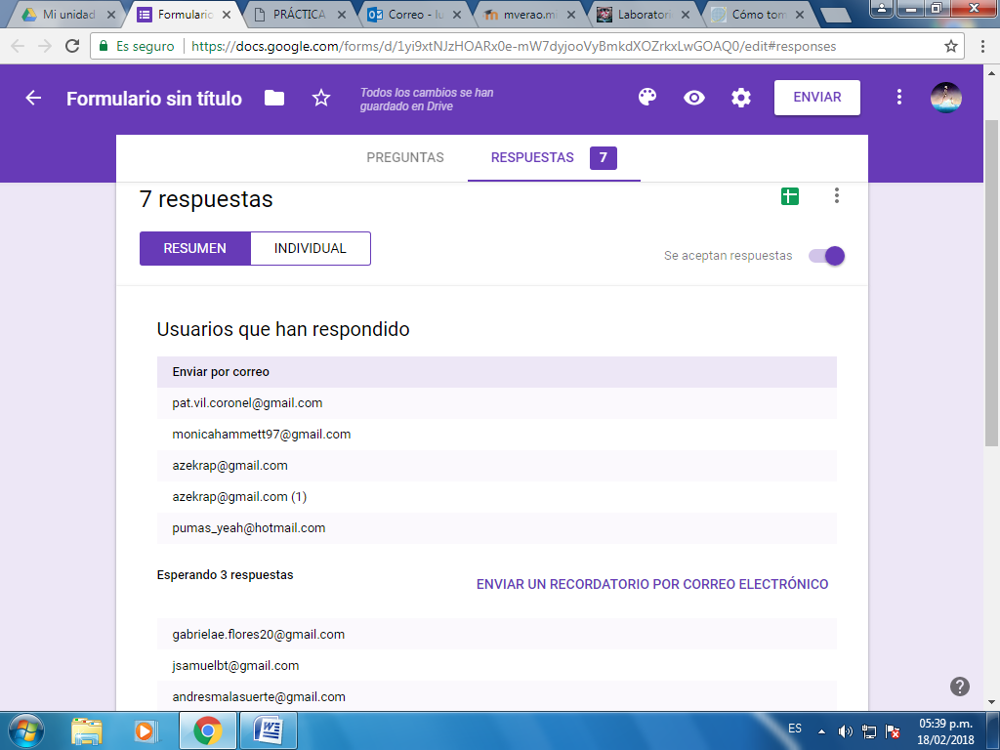 Mi unidad
Formulario
PRÁCTICA
Correo - lu
mverao.mi
Laboratori
Cómo tom
Es seguro
https://docs.google.com/forms/d/1yi9xtNJzHOARx0e-mW7dyjooVyBmkdXOZrkxLwGOAQ0/edit#responses
Formulario sin título
Todos los cambios se han
guardado en Drive
ENVIAR
PREGUNTAS
RESPUESTAS 7
7 respuestas
RESUMEN
INDIVIDUAL
Se aceptan respuestas
Usuarios que han respondido
Enviar por correo
pat.vil.coronel@gmail.com
monicahammett97@gmail.com
azekrap@gmail.com
azekrap@gmail.com (1)
pumas_yeah@hotmail.com
Esperando 3 respuestas
ENVIAR UN RECORDATORIO POR CORREO ELECTRÓNICO
gabrielae.flores20@gmail.com
jsamuelbt@gmail.com
andresmalasuerte@gmail.com
ES
05:39 p.m.
18/02/2018